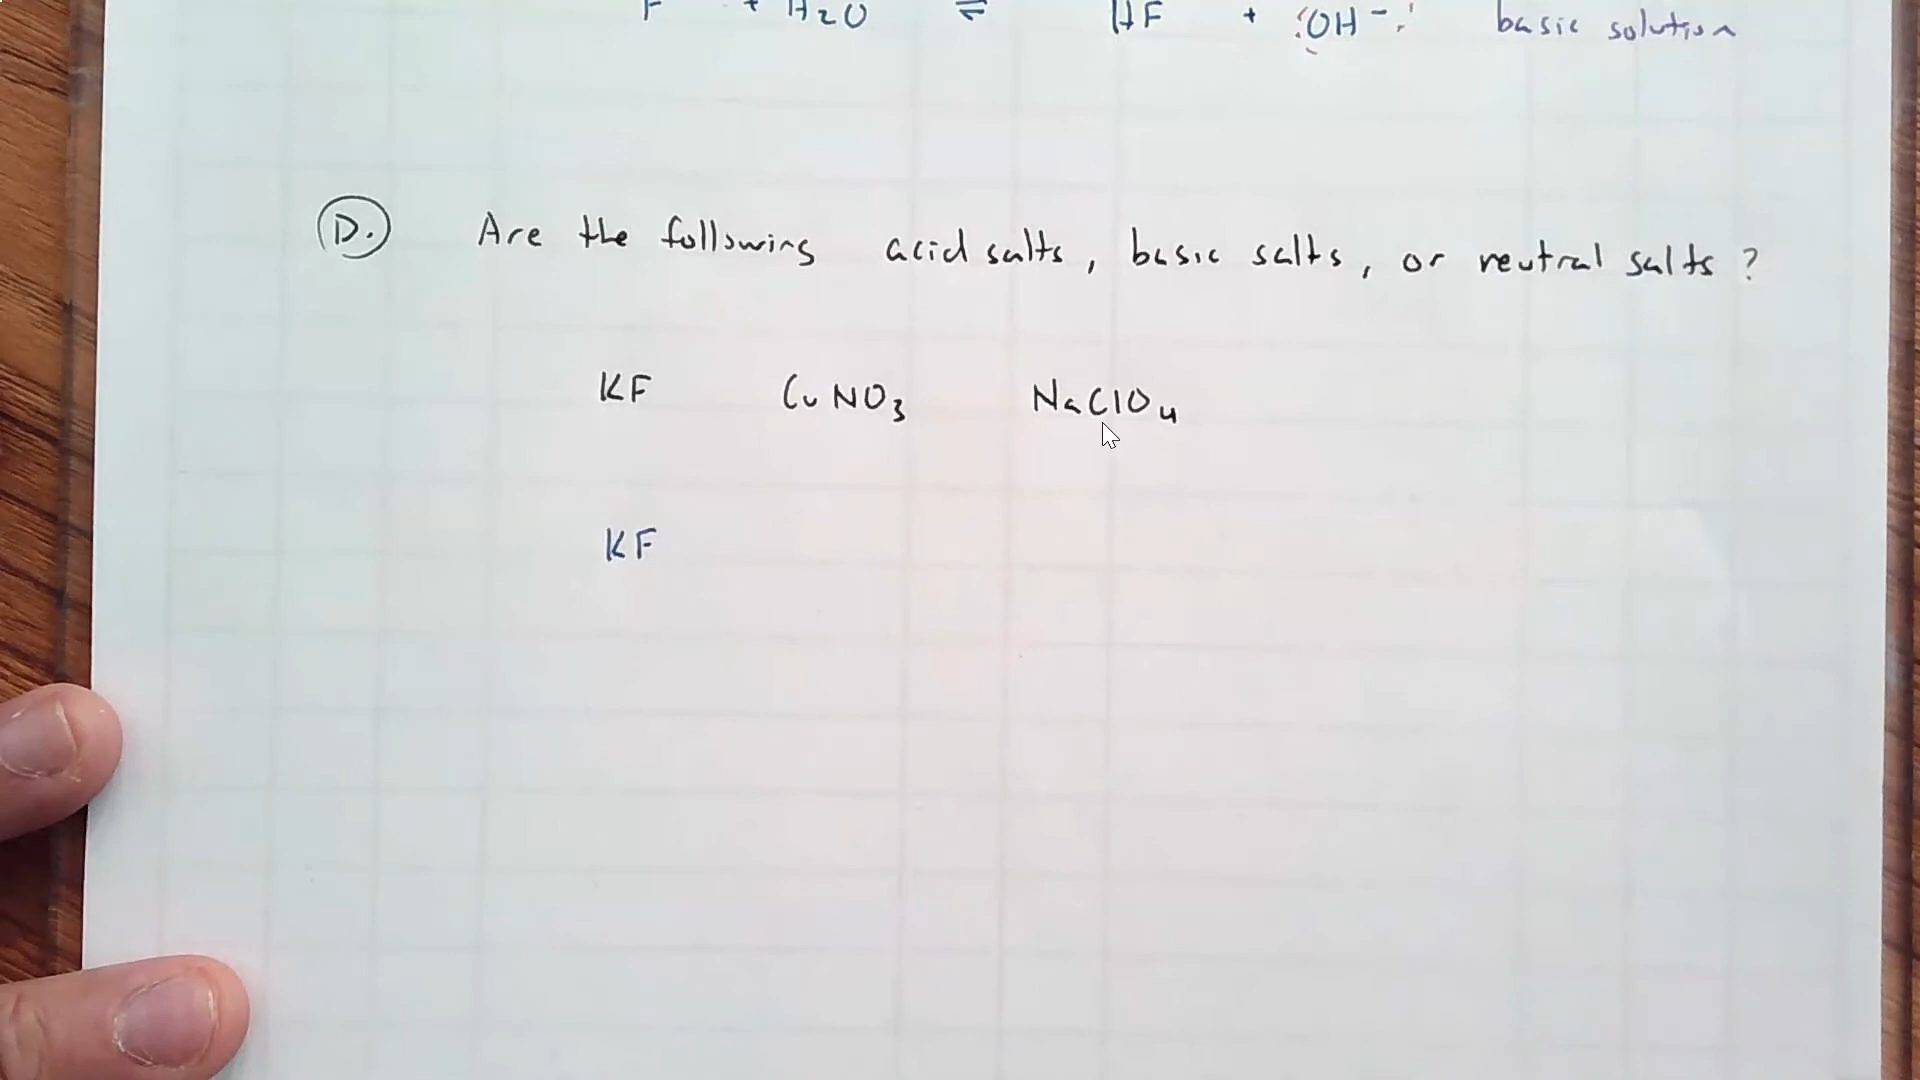 F + H2O ⇌ HF + OH- basic solution
D. Are the following acid salts, basic salts, or neutral salts?
KF CuNO3 NaClO4
KF